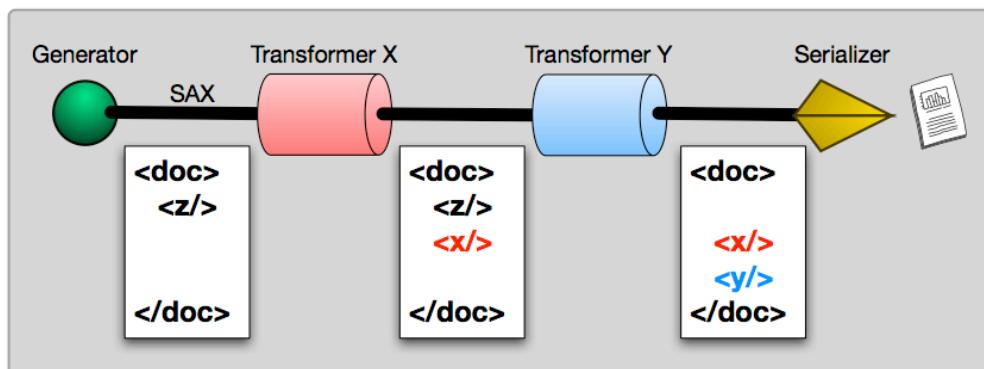 Generator
Transformer X
Transformer Y
Serializer
SAX
<doc>
<z/>
</doc>
<doc>
<z/>
<x/>
</doc>
<doc>
<x/>
<y/>
</doc>